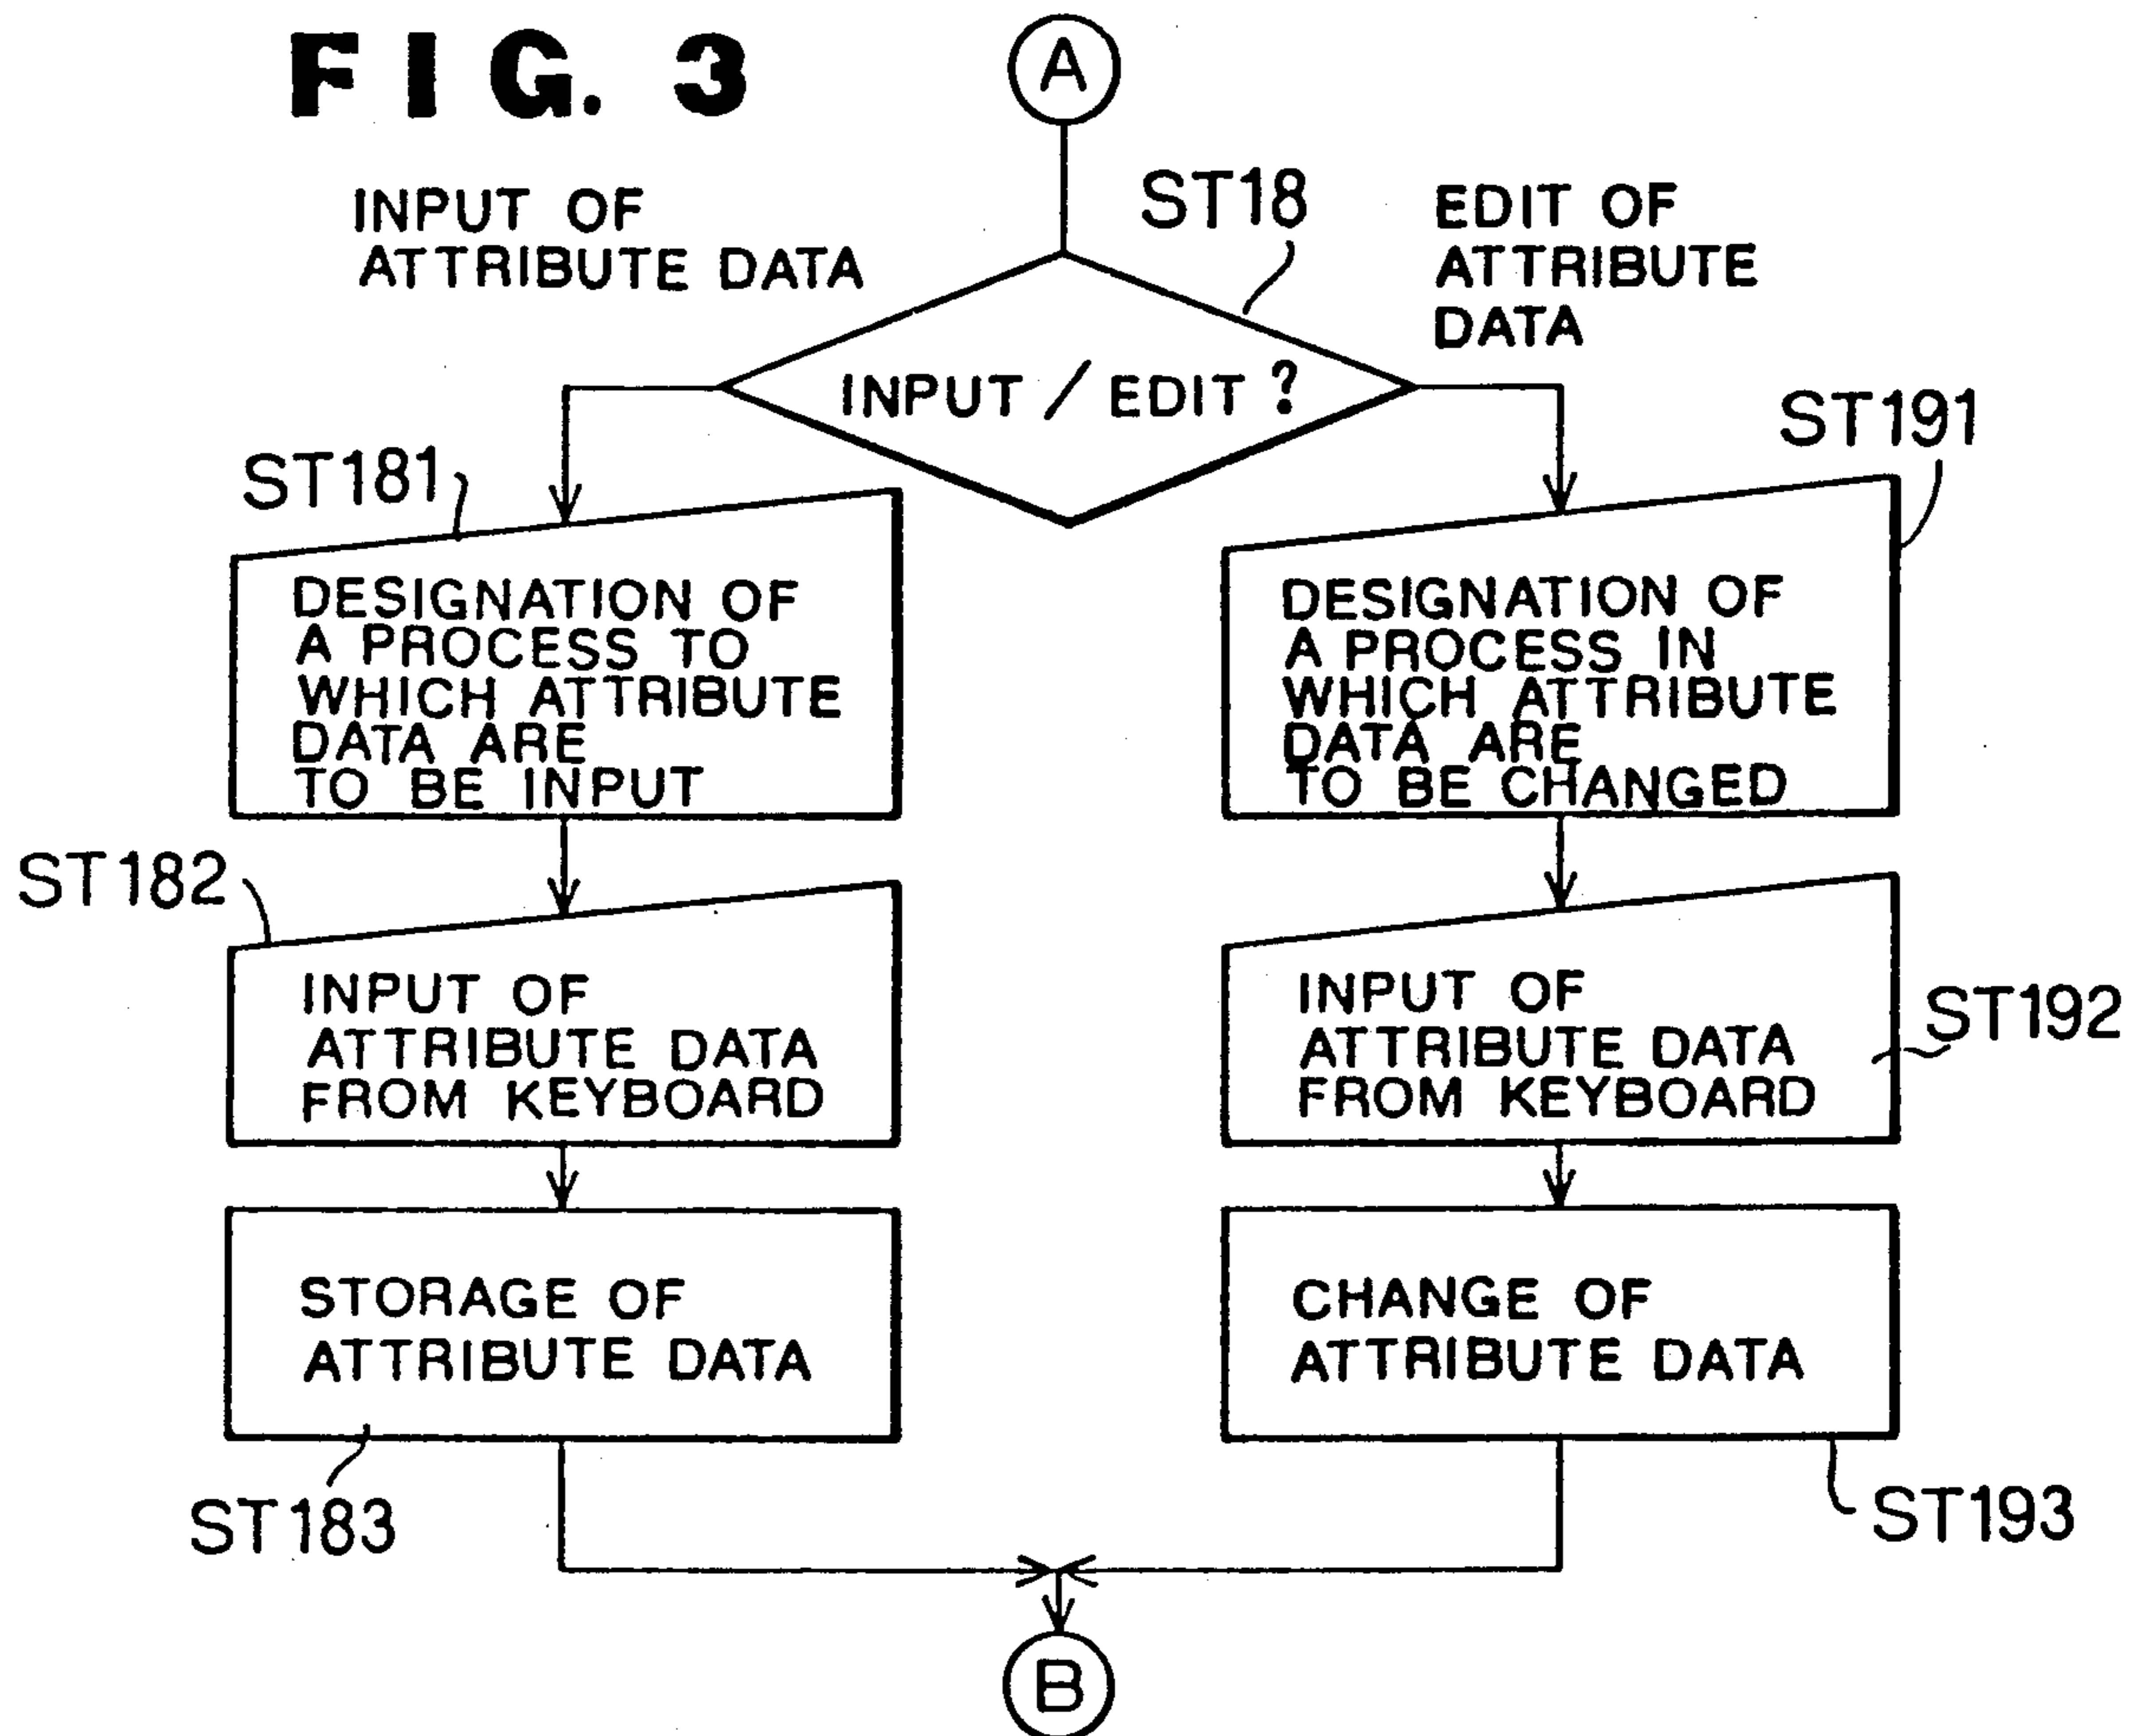 FIG. 3
A
INPUT OF
ATTRIBUTE DATA
ST18
EDIT OF
ATTRIBUTE
DATA
INPUT / EDIT ?
ST181
DESIGNATION OF
A PROCESS TO
WHICH ATTRIBUTE
DATA ARE
TO BE INPUT
ST191
DESIGNATION OF
A PROCESS IN
WHICH ATTRIBUTE
DATA ARE
TO BE CHANGED
ST182
INPUT OF
ATTRIBUTE DATA
FROM KEYBOARD
INPUT OF
ATTRIBUTE DATA
FROM KEYBOARD
ST192
STORAGE OF
ATTRIBUTE DATA
CHANGE OF
ATTRIBUTE DATA
ST183
ST193
B